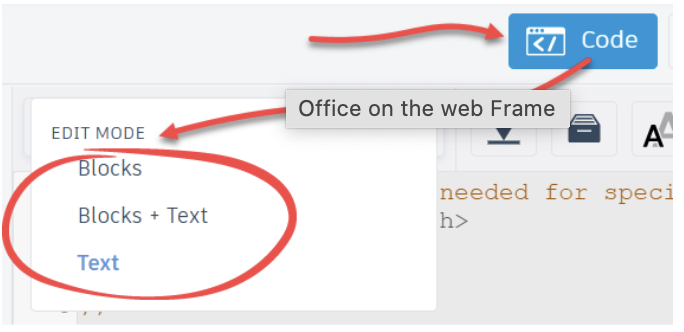 Code
Office on the web Frame
EDIT MODE
Blocks
Blocks + Text
Text
A
needed for speci
h>